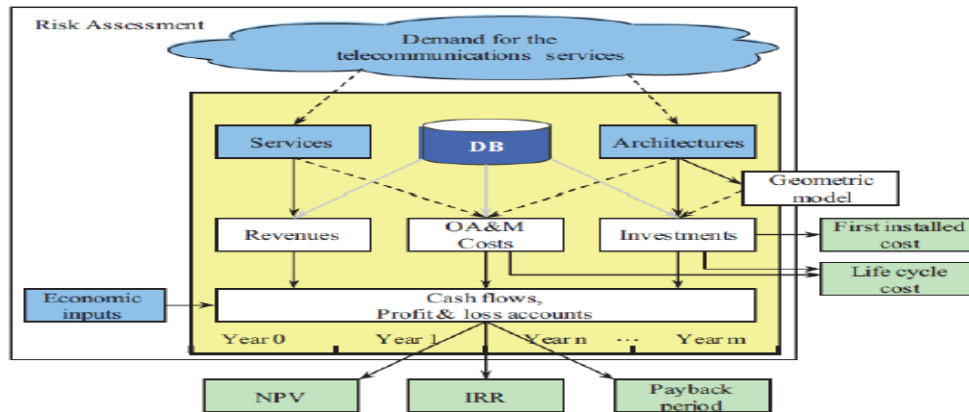 Risk Assessment
Demand for the
telecommunications services
Services
DB
Architectures
Geometric
model
Revenues
OA&M
Costs
Investments
First installed
cost
Life cycle
cost
Economic
inputs
Cash flows,
Profit & loss accounts
Year 0
Year 1
Year n
...
Year m
NPV
IRR
Payback
period